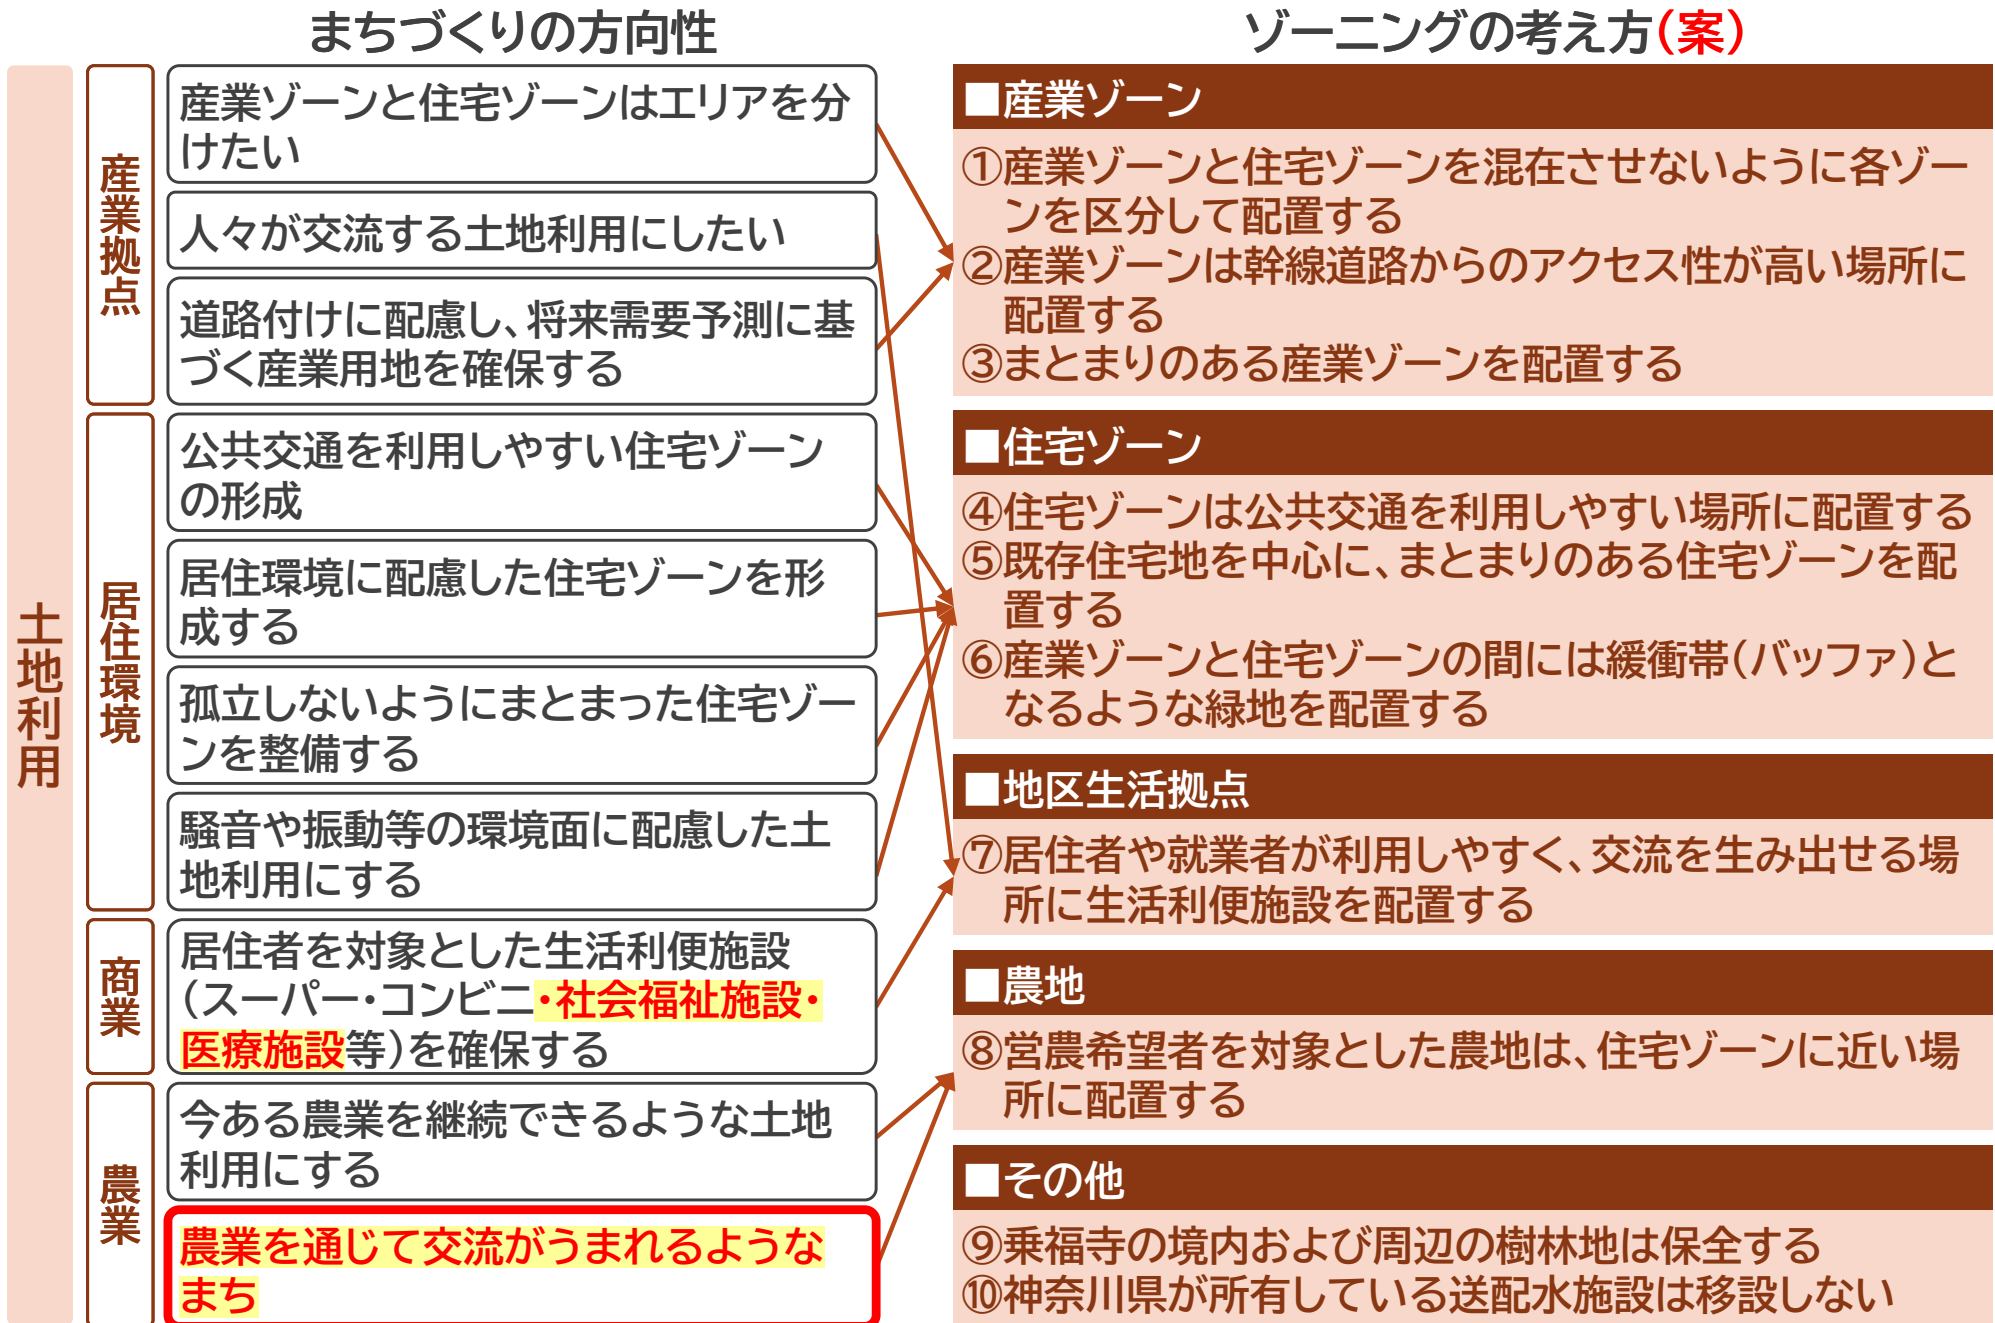 まちづくりの方向性
土地利用
産業拠点
産業ゾーンと住宅ゾーンはエリアを分
けたい
人々が交流する土地利用にしたい
道路付けに配慮し、将来需要予測に基
づく産業用地を確保する
居住環境
公共交通を利用しやすい住宅ゾーン
の形成
居住環境に配慮した住宅ゾーンを形
成する
孤立しないようにまとまった住宅ゾー
ンを整備する
騒音や振動等の環境面に配慮した土
地利用にする
商業
居住者を対象とした生活利便施設
（スーパー・コンビニ・社会福祉施設・
医療施設等）を確保する
農業
今ある農業を継続できるような土地
利用にする
農業を通じて交流がうまれるような
まち
ゾーニングの考え方（案）
■産業ゾーン
①産業ゾーンと住宅ゾーンを混在させないように各ゾー
ンを区分して配置する
②産業ゾーンは幹線道路からのアクセス性が高い場所に
配置する
③まとまりのある産業ゾーンを配置する
■住宅ゾーン
④住宅ゾーンは公共交通を利用しやすい場所に配置する
⑤既存住宅地を中心に、まとまりのある住宅ゾーンを配
置する
⑥産業ゾーンと住宅ゾーンの間には緩衝帯（バッファ）と
なるような緑地を配置する
■地区生活拠点
⑦居住者や就業者が利用しやすく、交流を生み出せる場
所に生活利便施設を配置する
■農地
⑧営農希望者を対象とした農地は、住宅ゾーンに近い場
所に配置する
■その他
⑨乗福寺の境内および周辺の樹林地は保全する
⑩神奈川県が所有している送配水施設は移設しない